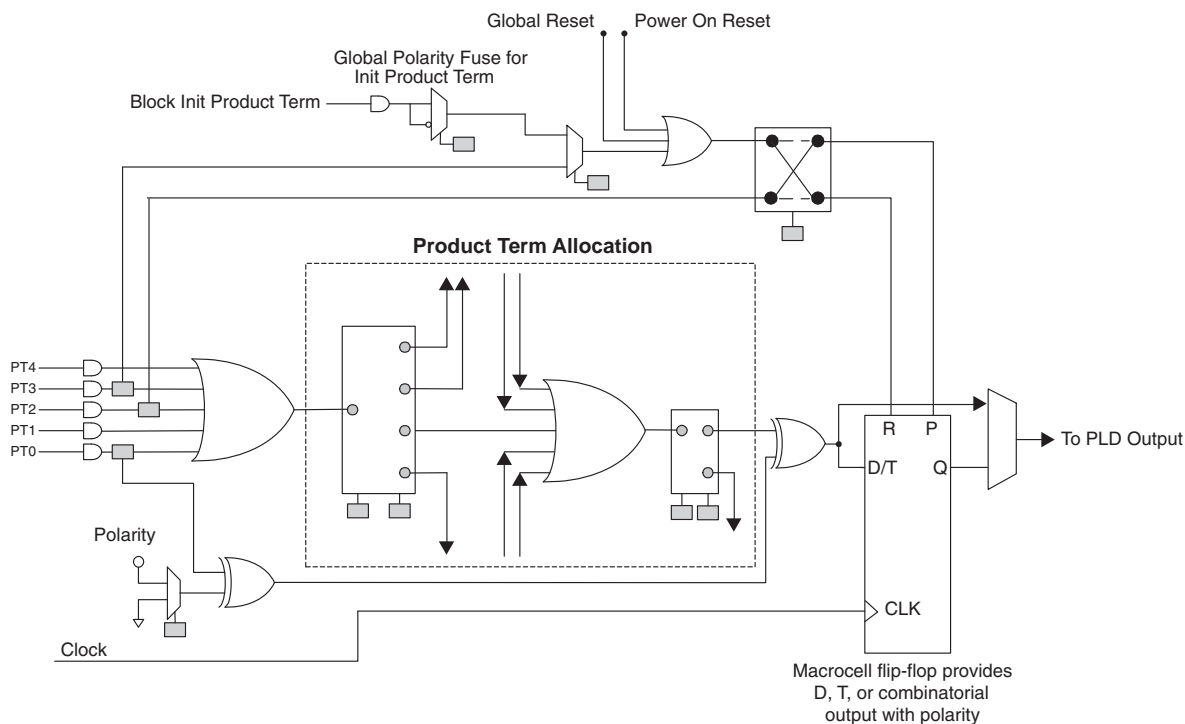 Global Reset
Power On Reset
Global Polarity Fuse for
Init Product Term
Block Init Product Term
Product Term Allocation
PT4
PT3
PT2
PT1
PT0
R
P
To PLD Output
D/T
Q
Polarity
CLK
Clock
Macrocell flip-flop provides
D, T, or combinatorial
output with polarity